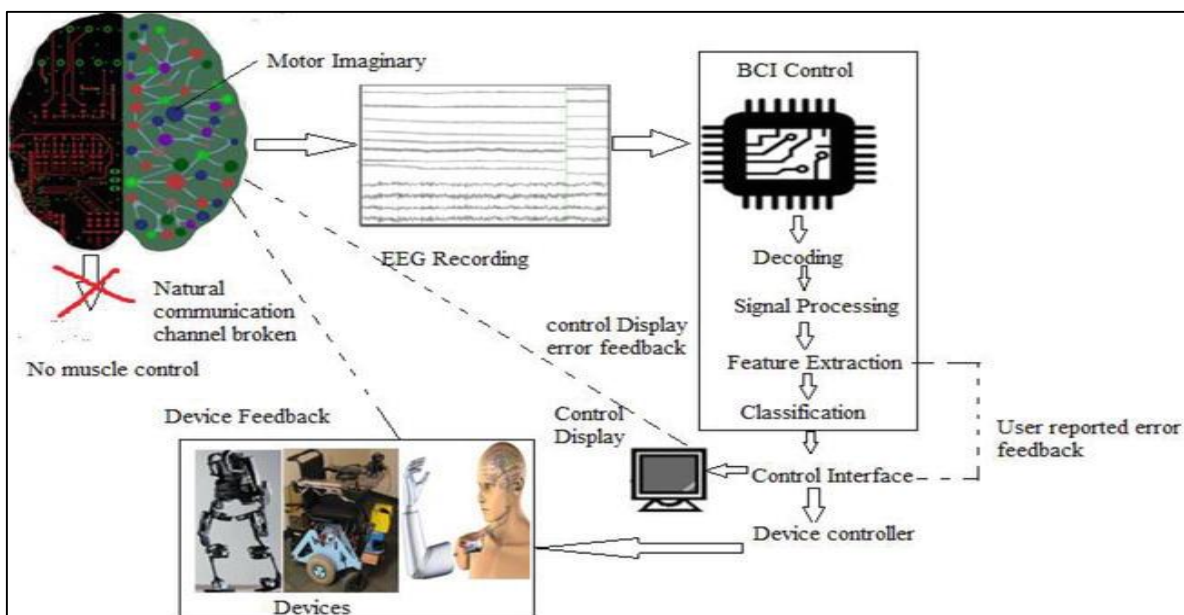 Motor Imaginary
BCI Control
EEG Recording
Decoding
Signal Processing
Feature Extraction
Classification
Natural
communication
channel broken
No muscle control
control Display
error feedback
Device Feedback
Control
Display
User reported error
feedback
Control Interface
Device controller
Devices